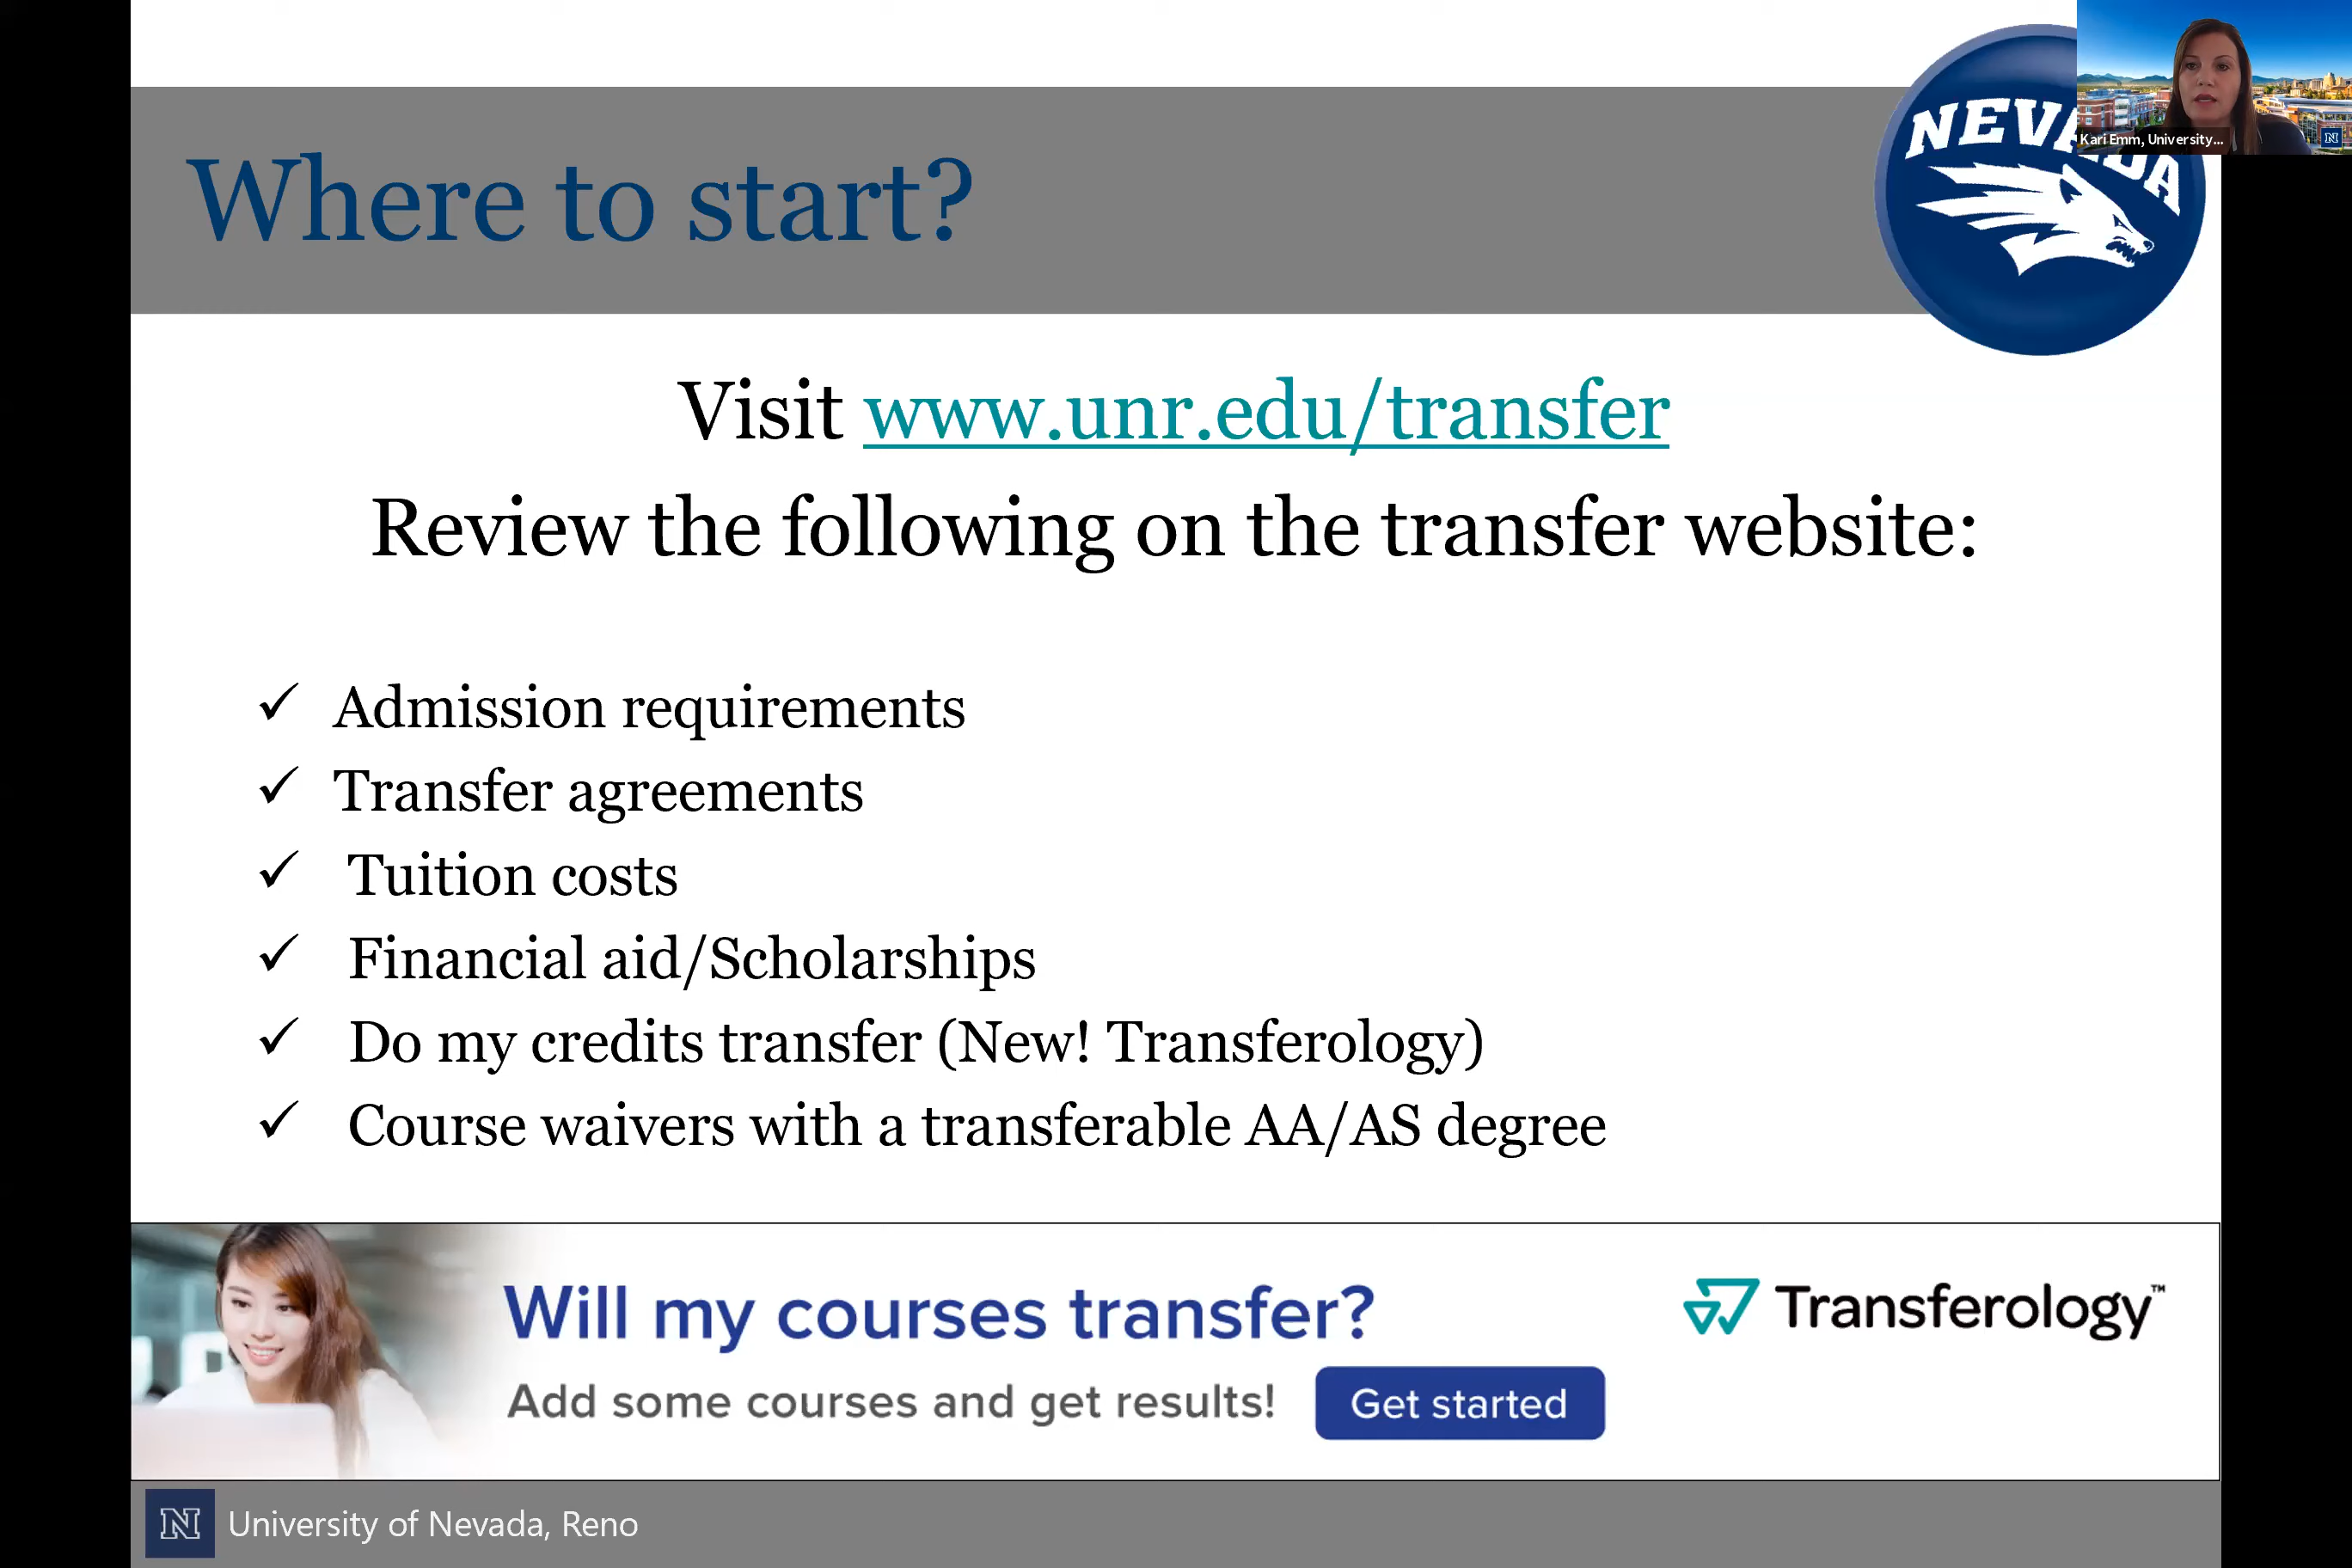 Where to start?
NEVADA
Kari Emm, University...
N
Visit www.unr.edu/transfer
Review the following on the transfer website:
✓ Admission requirements
✓ Transfer agreements
✓ Tuition costs
✓ Financial aid/Scholarships
✓ Do my credits transfer (New! Transferology)
✓ Course waivers with a transferable AA/AS degree
Will my courses transfer?
Add some courses and get results!
Get started
Transferology™
N
University of Nevada, Reno